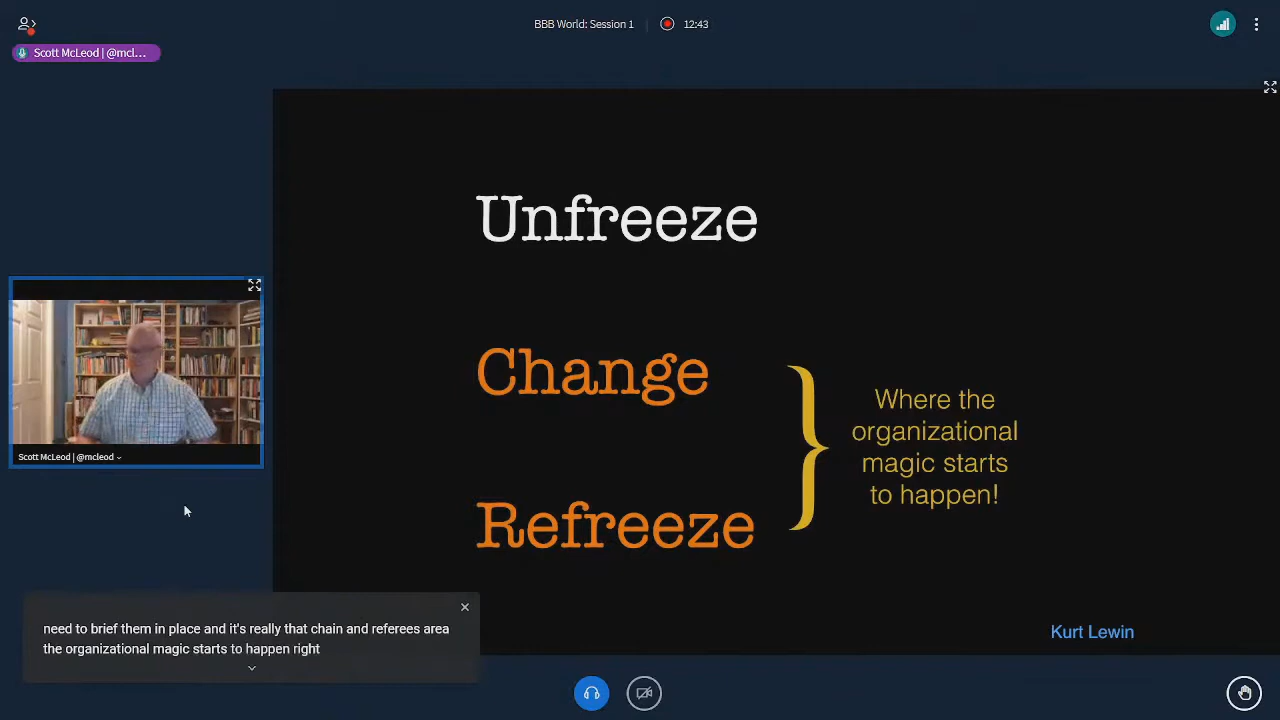 BBB World: Session 1
12:43
Scott McLeod | @mcl...
Unfreeze
Change
Refreeze
Where the
organizational
magic starts
to happen!
Kurt Lewin
Scott McLeod | @mcleod
need to brief them in place and it's really that chain and referees area
the organizational magic starts to happen right